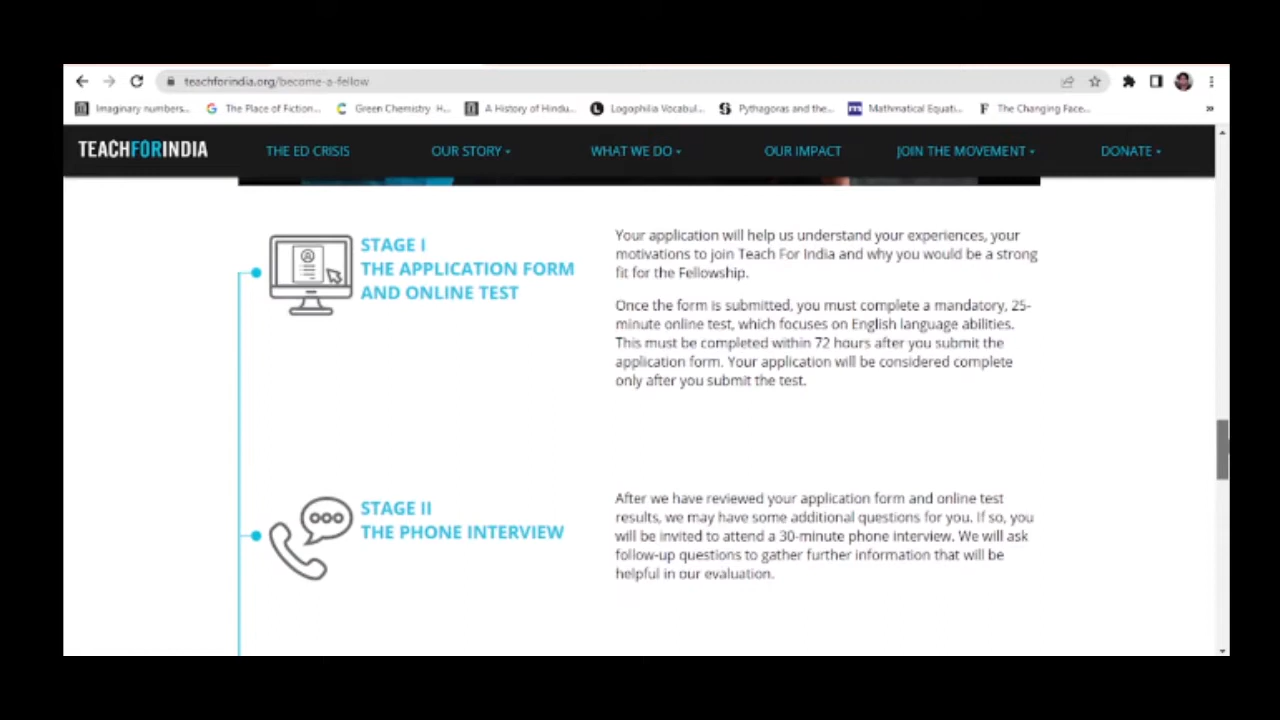 teachforindia.org/become-a-fellow
Imaginary numbers... The Place of Fiction... Green Chemistry H... A History of Hindu... Logophilia Vocabul... Pythagoras and the... Mathmatical Equati... The Changing Face...
TEACHFORINDIA THE ED CRISIS OUR STORY WHAT WE DO OUR IMPACT JOIN THE MOVEMENT DONATE
STAGE I
THE APPLICATION FORM
AND ONLINE TEST
Your application will help us understand your experiences, your
motivations to join Teach For India and why you would be a strong
fit for the Fellowship.
Once the form is submitted, you must complete a mandatory, 25-
minute online test, which focuses on English language abilities.
This must be completed within 72 hours after you submit the
application form. Your application will be considered complete
only after you submit the test.
STAGE II
THE PHONE INTERVIEW
After we have reviewed your application form and online test
results, we may have some additional questions for you. If so, you
will be invited to attend a 30-minute phone interview. We will ask
follow-up questions to gather further information that will be
helpful in our evaluation.